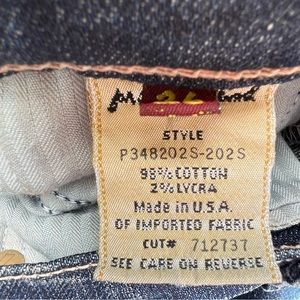 STYLE
P348202S-202S
98% COTTON
2% LYCRA
Made in U.S.A.
OF IMPORTED FABRIC
CUT# 712737
SEE CARE ON REVERSE